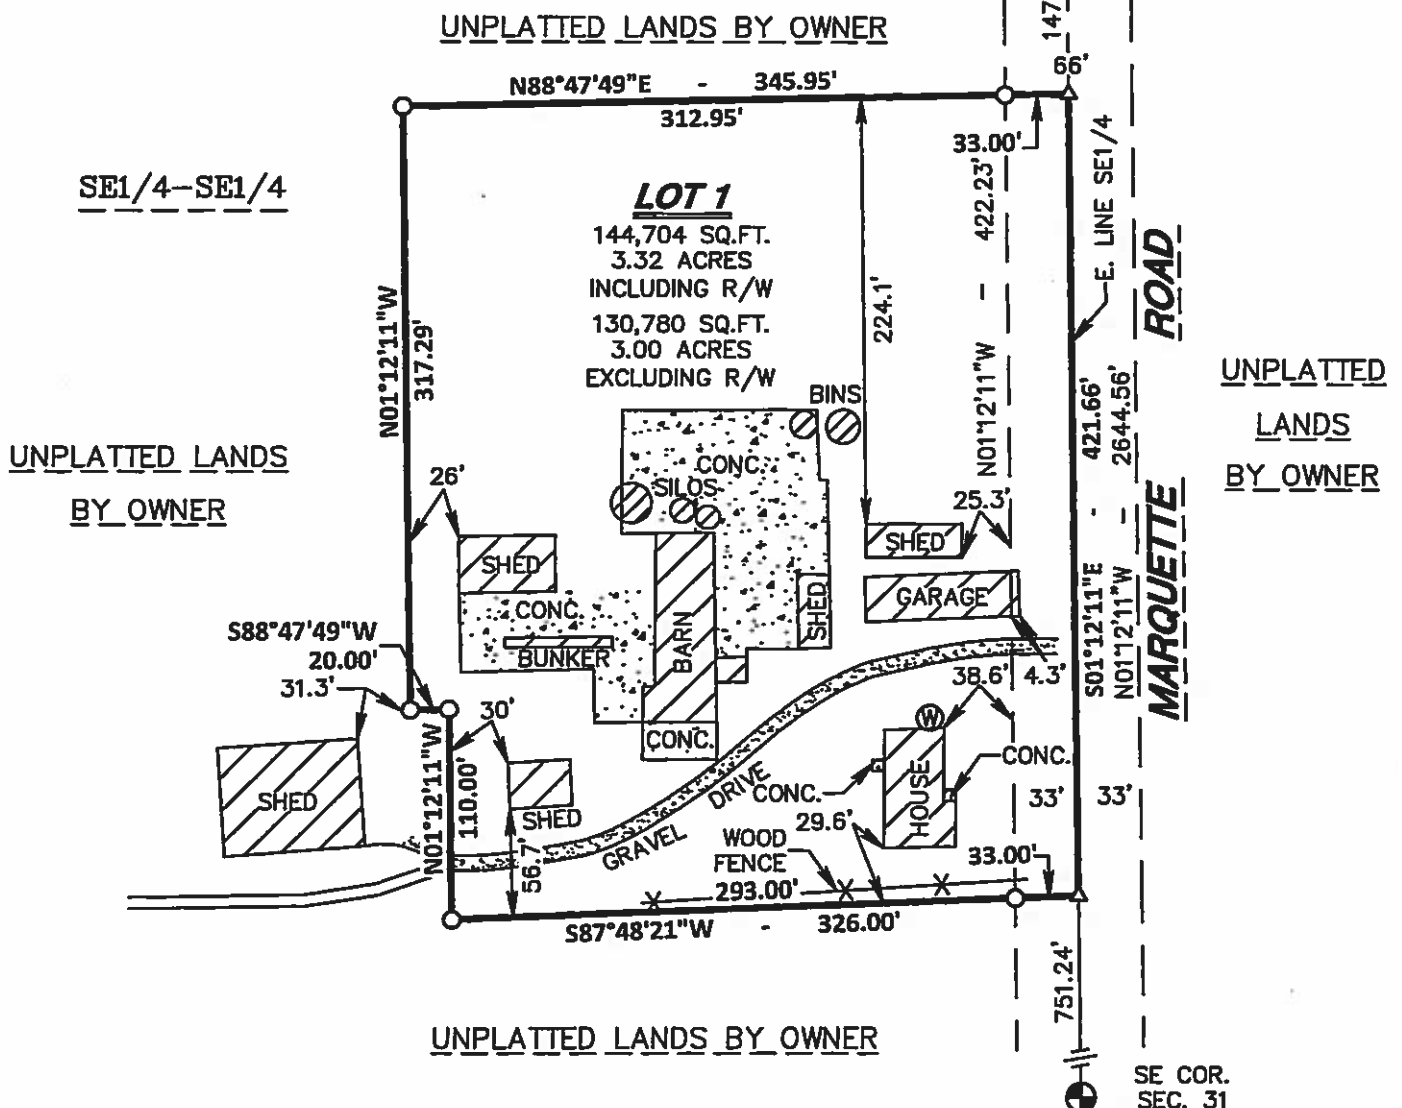 UNPLATTED LANDS BY OWNER
147
66'
N88°47'49"E - 345.95'
312.95'
33.00'
SE1/4-SE1/4
LOT 1
144,704 SQ.FT.
3.32 ACRES
INCLUDING R/W
130,780 SQ.FT.
3.00 ACRES
EXCLUDING R/W
N01°12'11"W - 422.23'
E. LINE SE1/4
MARQUETTE ROAD
224.1'
N01°12'11"W
317.29'
S01°12'11"E - 421.66'
N01°12'11"W - 2644.56'
UNPLATTED
LANDS
BY OWNER
UNPLATTED LANDS
BY OWNER
BINS
CONC.
SILOS
26'
25.3'
SHED
SHED
GARAGE
SHED
CONC.
BARN
BUNKER
S88°47'49"W
20.00'
31.3'
30'
38.6'
4.3'
W
CONC.
CONC.
N01°12'11"W
110.00'
SHED
SHED
56.7'
GRAVEL DRIVE
CONC.
HOUSE
29.6'
33'
33'
WOOD
FENCE
33.00'
293.00'
S87°48'21"W - 326.00'
751.24'
UNPLATTED LANDS BY OWNER
SE COR.
SEC. 31